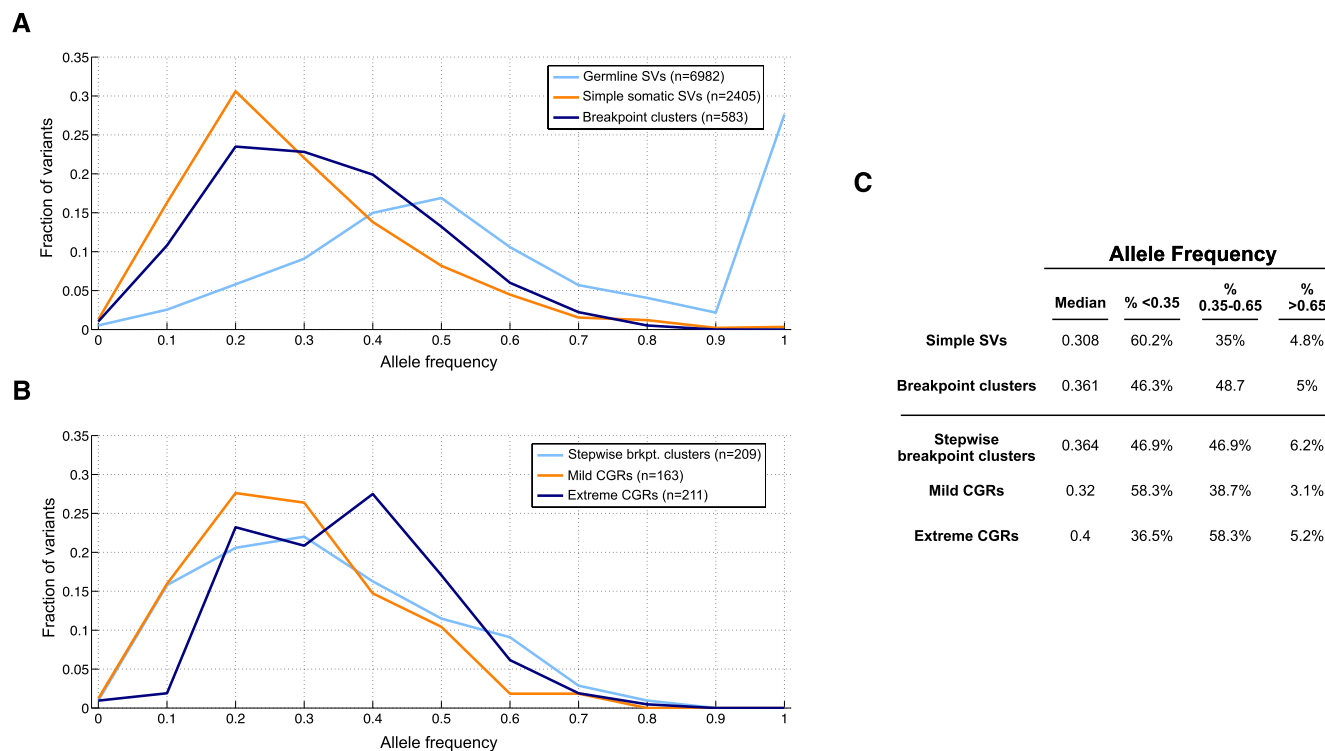 A
0.35
0.3
0.25
0.2
0.15
0.1
0.05
0
Fraction of variants
Germline SVs (n=6982)
Simple somatic SVs (n=2405)
Breakpoint clusters (n=583)
0 0.1 0.2 0.3 0.4 0.5 0.6 0.7 0.8 0.9 1
Allele frequency
B
0.35
0.3
0.25
0.2
0.15
0.1
0.05
0
Fraction of variants
Stepwise brkpt. clusters (n=209)
Mild CGRs (n=163)
Extreme CGRs (n=211)
0 0.1 0.2 0.3 0.4 0.5 0.6 0.7 0.8 0.9 1
Allele frequency
C
Allele Frequency
Median % <0.35 % 0.35-0.65 % >0.65
Simple SVs 0.308 60.2% 35% 4.8%
Breakpoint clusters 0.361 46.3% 48.7 5%
Stepwise
breakpoint clusters 0.364 46.9% 46.9% 6.2%
Mild CGRs 0.32 58.3% 38.7% 3.1%
Extreme CGRs 0.4 36.5% 58.3% 5.2%